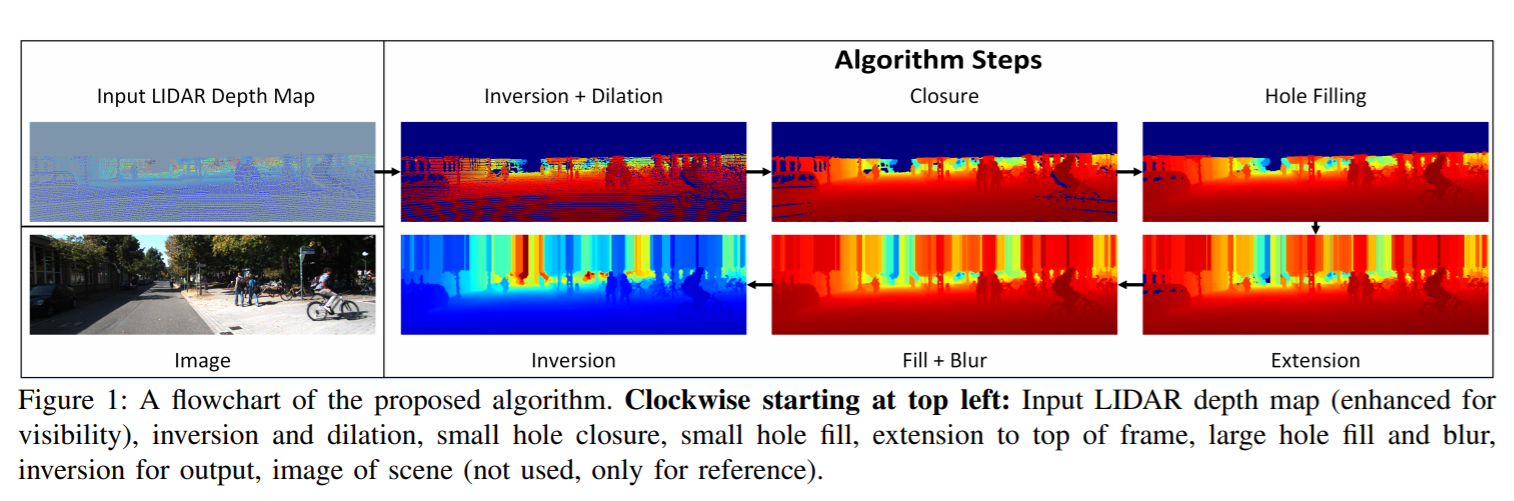 Algorithm Steps
Input LIDAR Depth Map
Inversion + Dilation
Closure
Hole Filling
Image
Inversion
Fill + Blur
Extension
Figure 1: A flowchart of the proposed algorithm. Clockwise starting at top left: Input LIDAR depth map (enhanced for
visibility), inversion and dilation, small hole closure, small hole fill, extension to top of frame, large hole fill and blur,
inversion for output, image of scene (not used, only for reference).